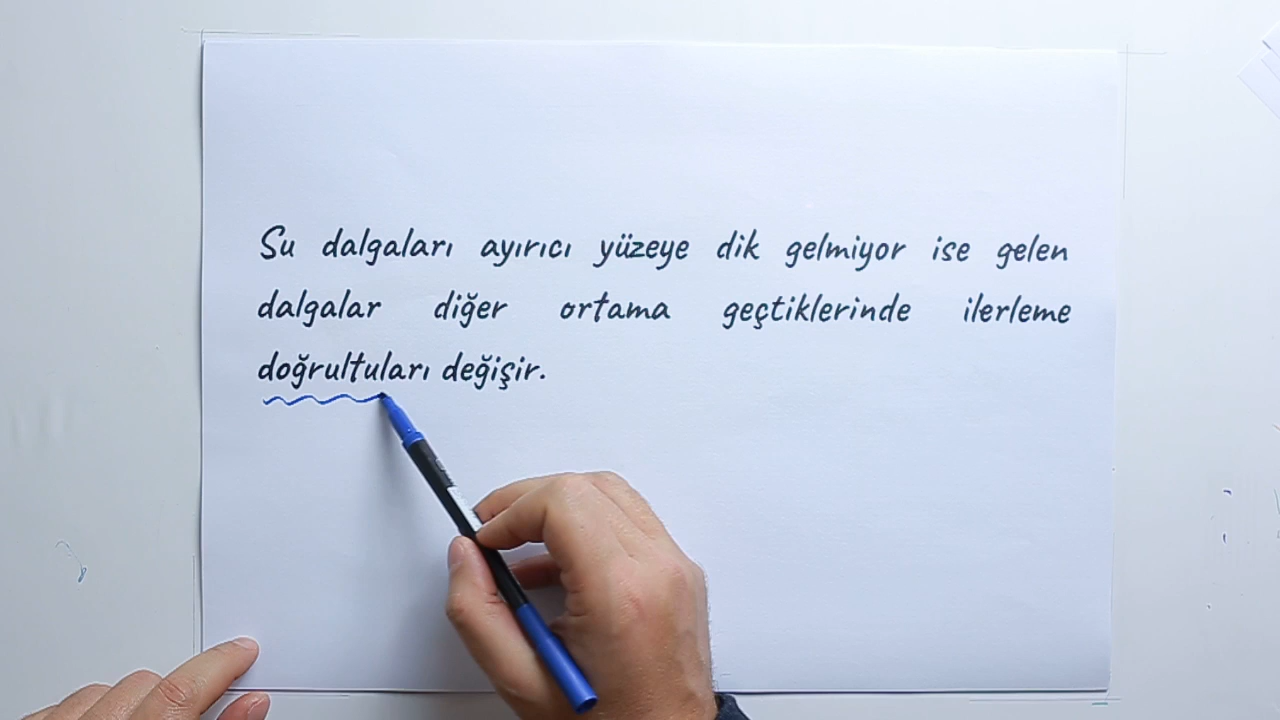 Su dalgaları ayırıcı yüzeye dik gelmiyor ise gelen
dalgalar diğer ortama geçtiklerinde ilerleme
doğrultuları değişir.